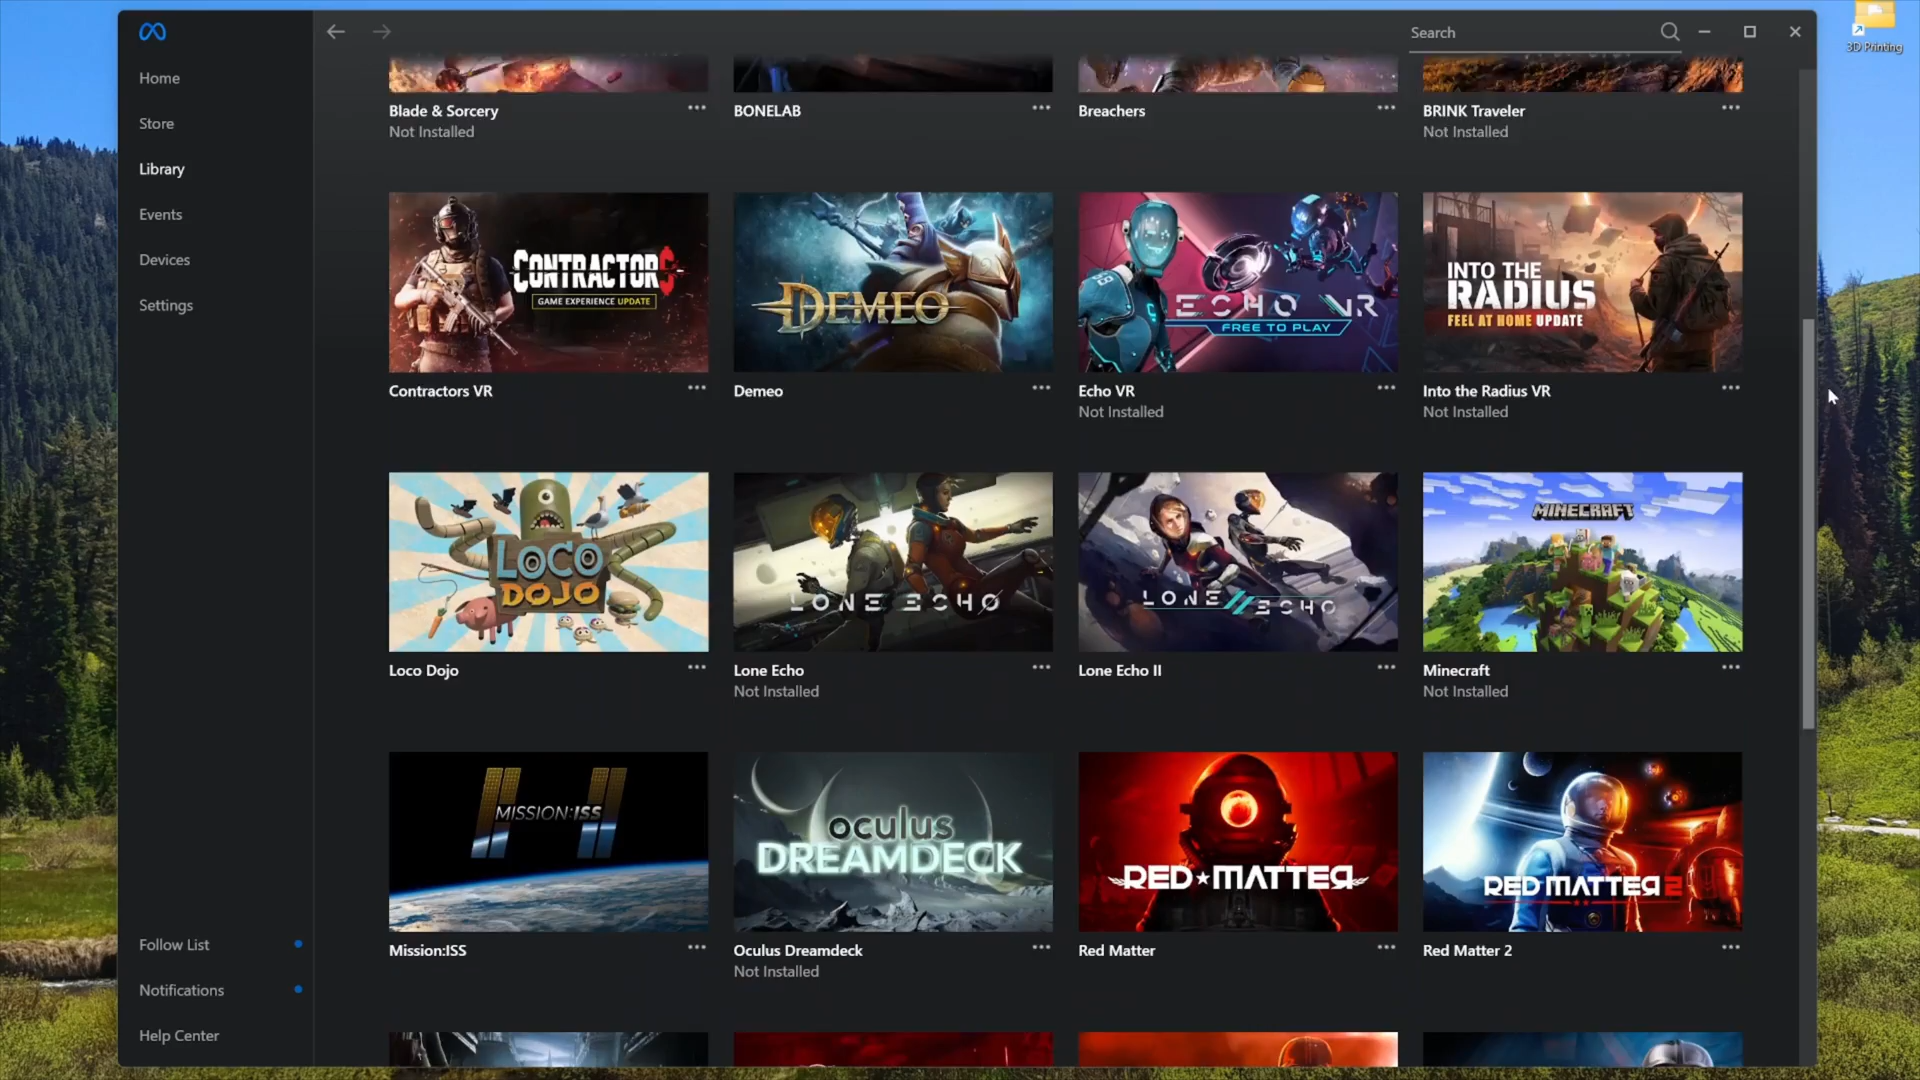 Search
3D Printing
Home
Store
Library
Events
Devices
Settings
Follow List
Notifications
Help Center
Blade & Sorcery
Not Installed
BONELAB
Breachers
BRINK Traveler
Not Installed
CONTRACTORS
GAME EXPERIENCE UPDATE
DEMEO
ECHO VR
FREE TO PLAY
INTO THE
RADIUS
FEEL AT HOME UPDATE
Contractors VR
Demeo
Echo VR
Not Installed
Into the Radius VR
Not Installed
LOCO
DOJO
LONE ECHO
LONE II ECHO
MINECRAFT
Loco Dojo
Lone Echo
Not Installed
Lone Echo II
Minecraft
Not Installed
MISSION:ISS
oculus
DREAMDECK
RED★MATTER
RED MATTER 2
Mission:ISS
Oculus Dreamdeck
Not Installed
Red Matter
Red Matter 2